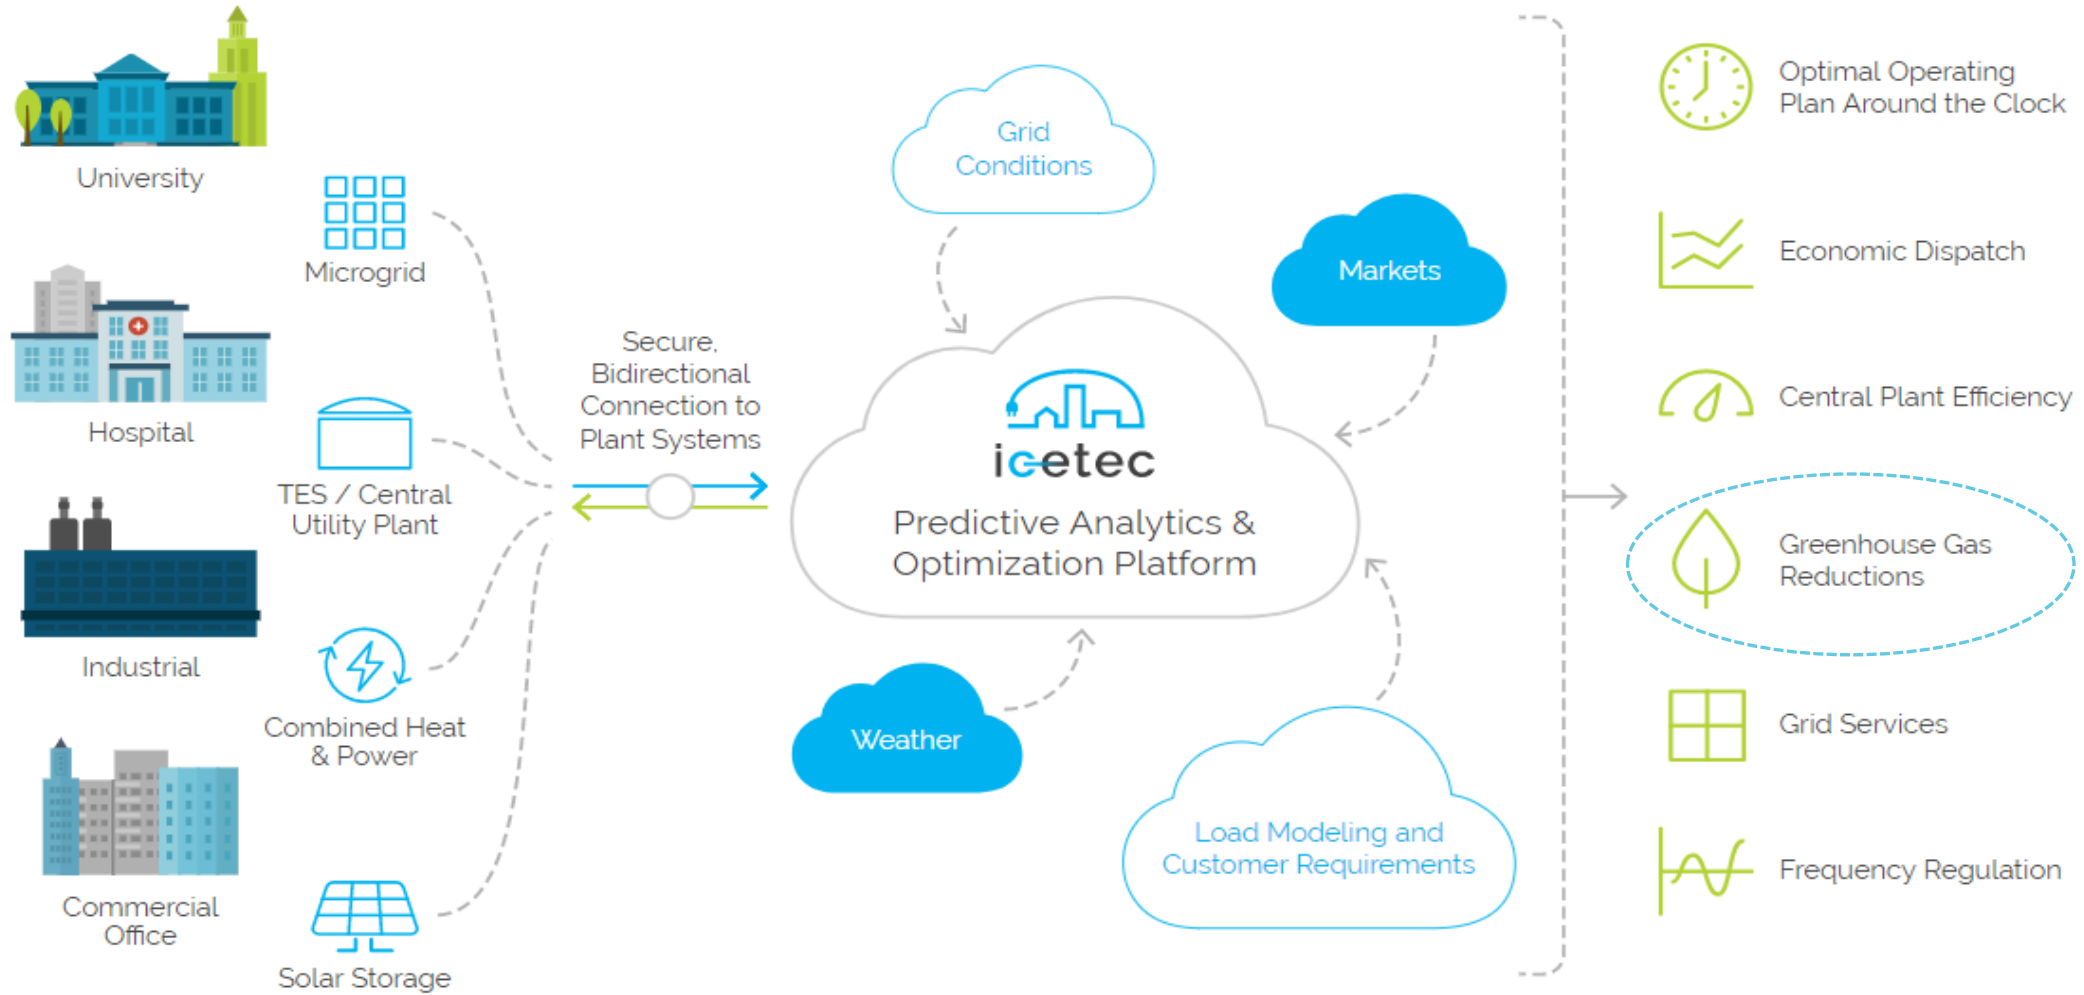 University
Hospital
Industrial
Commercial
Office
Microgrid
TES / Central
Utility Plant
Combined Heat
& Power
Solar Storage
Secure,
Bidirectional
Connection to
Plant Systems
Grid
Conditions
Markets
icetec
Predictive Analytics &
Optimization Platform
Weather
Load Modeling and
Customer Requirements
Optimal Operating
Plan Around the Clock
Economic Dispatch
Central Plant Efficiency
Greenhouse Gas
Reductions
Grid Services
Frequency Regulation